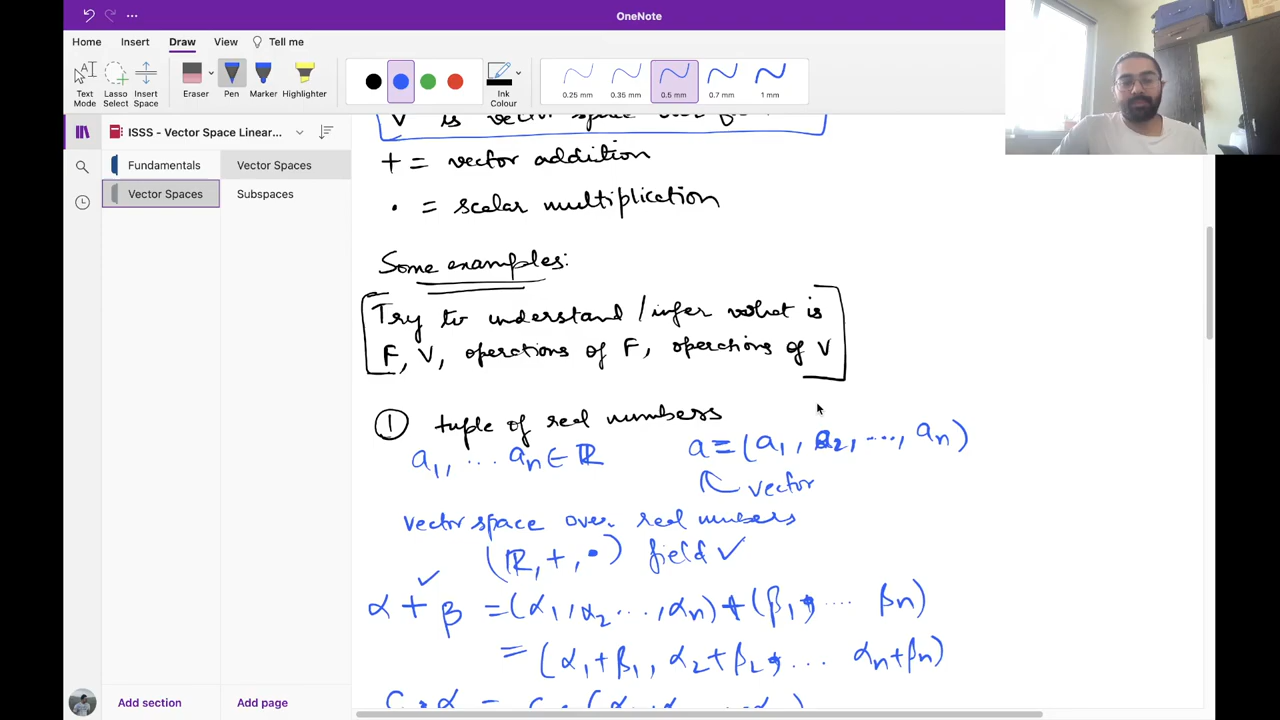 OneNote
Home Insert Draw View Tell me
Text Mode
Lasso Select
Insert Space
Eraser
Pen
Marker
Highlighter
Ink Colour
0.25 mm 0.35 mm 0.5 mm 0.7 mm 1 mm
ISSS - Vector Space Linear...
Fundamentals
Vector Spaces
Vector Spaces
Subspaces
V is vector space over
+ = vector addition
• = scalar multiplication
Some examples:
Try to understand / infer what is
F, V, operations of F, operations of V
① tuple of real numbers
a₁, ... aₙ ∈ ℝ a = (a₁, a₂, ..., aₙ)
vector
vector space over real numbers
(ℝ, +, •) field ✓
α + β = (α₁, α₂ ..., αₙ) + (β₁, ... βₙ)
= (α₁+β₁, α₂+β₂, ... αₙ+βₙ)
Add section
Add page